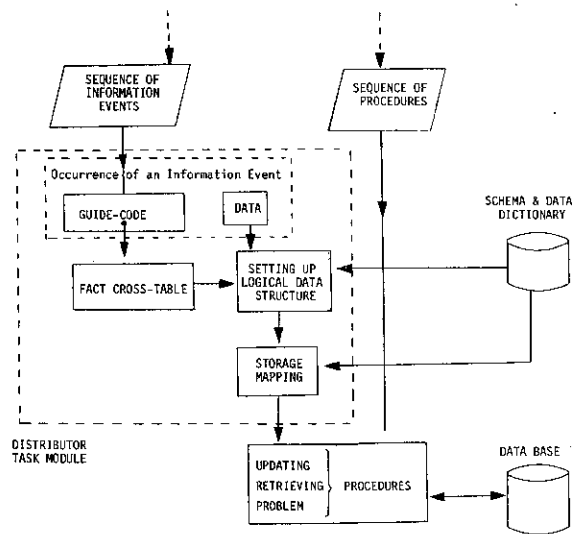 SEQUENCE OF
INFORMATION
EVENTS
SEQUENCE OF
PROCEDURES
Occurrence of an Information Event
GUIDE-CODE
DATA
SCHEMA & DATA
DICTIONARY
FACT CROSS-TABLE
SETTING UP
LOGICAL DATA
STRUCTURE
STORAGE
MAPPING
DISTRIBUTOR
TASK MODULE
UPDATING
RETRIEVING
PROBLEM
PROCEDURES
DATA BASE